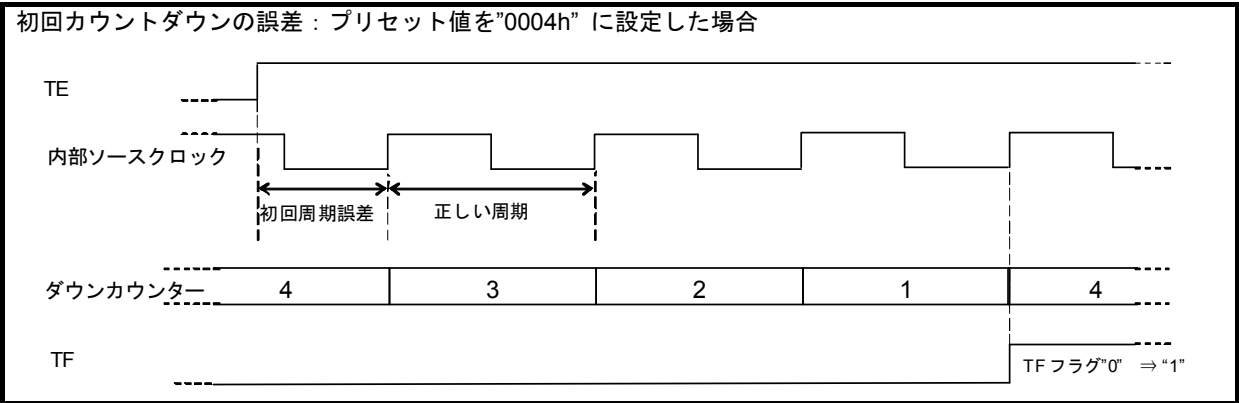 初回カウントダウンの誤差：プリセット値を"0004h" に設定した場合
TE
内部ソースクロック
初回周期誤差 正しい周期
ダウンカウンター 4 3 2 1 4
TF
TF フラグ"0" ⇒ "1"